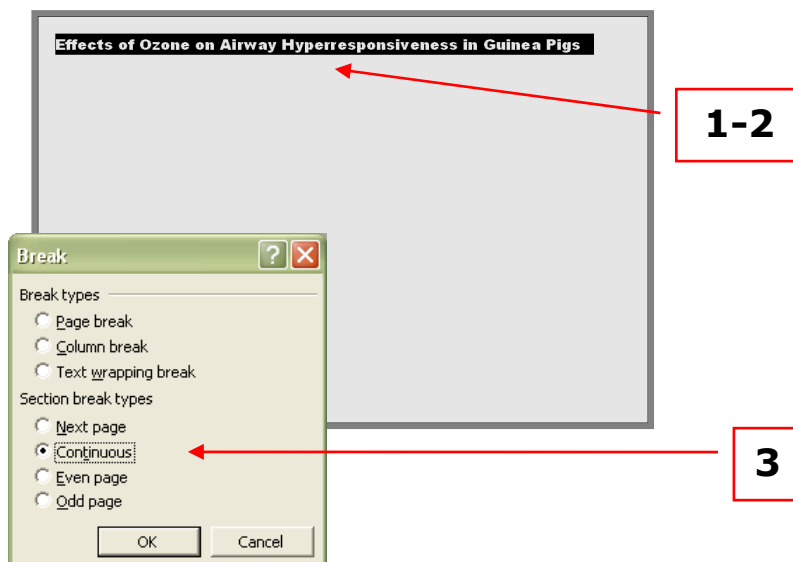 Effects of Ozone on Airway Hyperresponsiveness in Guinea Pigs
1-2
Break
Break types
Page break
Column break
Text wrapping break
Section break types
Next page
Continuous
Even page
Odd page
3
OK Cancel